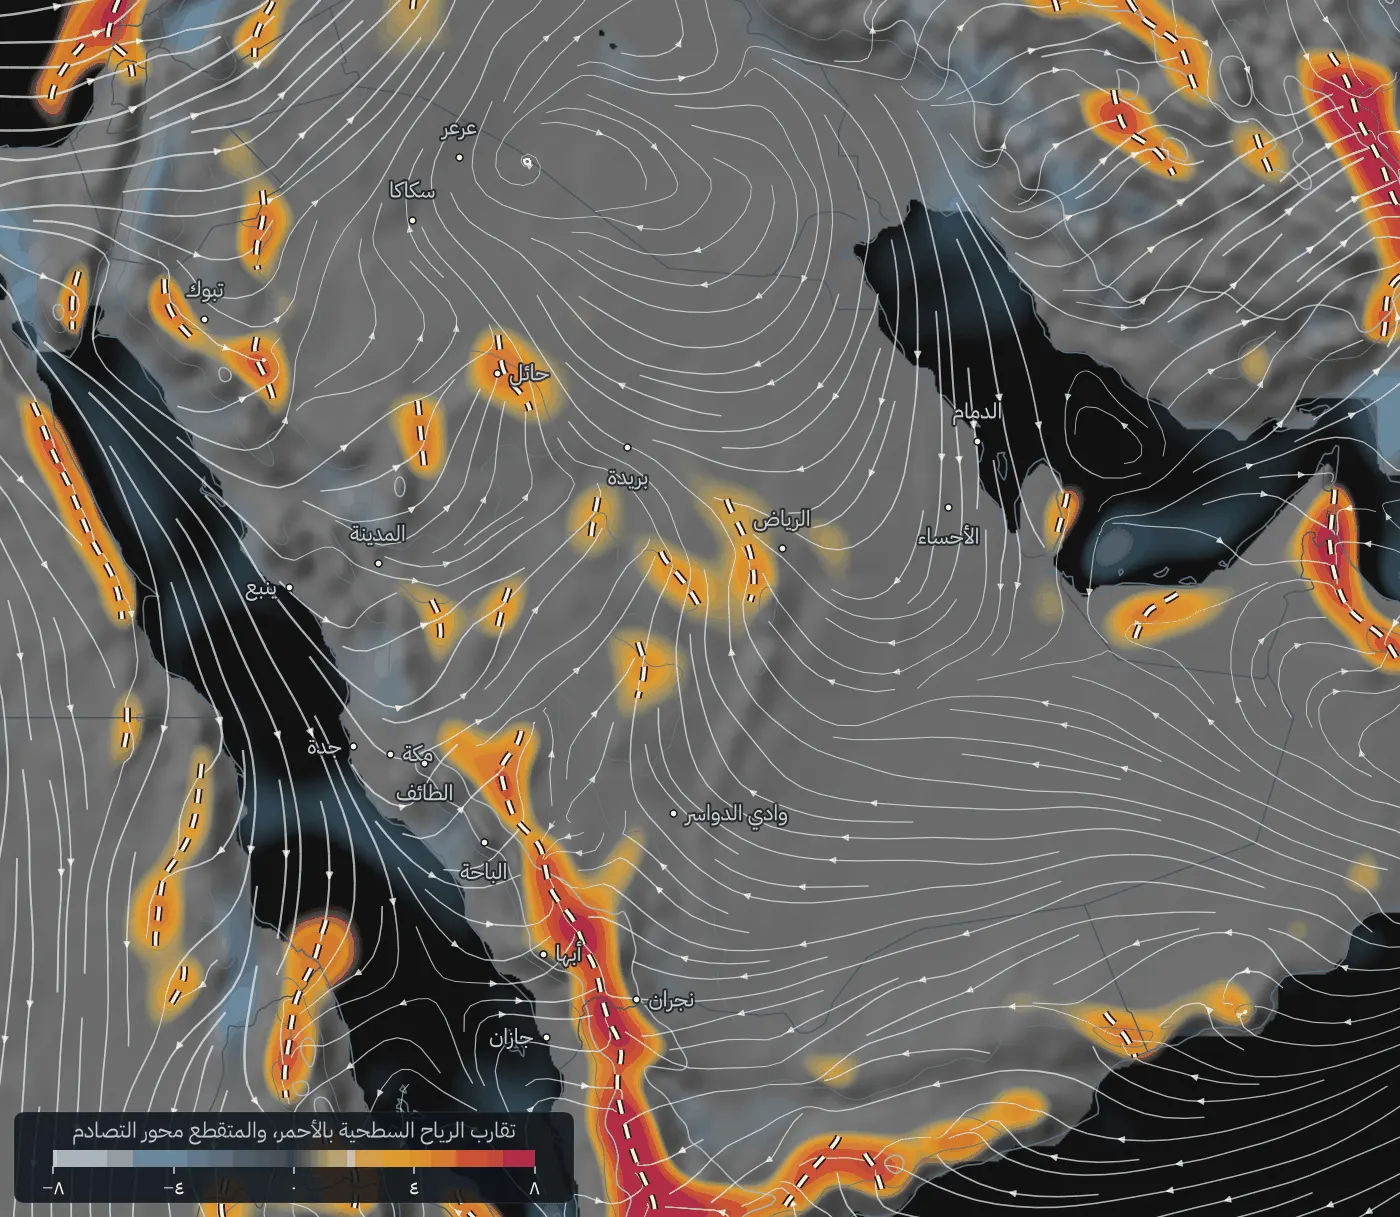 عرعر
سكاكا
تبوك
حائل
الدمام
بريدة
الرياض
المدينة
الأحساء
ينبع
جدة
مكة
الطائف
وادي الدواسر
الباحة
أبها
نجران
جازان
تقارب الرياح السطحية بالأحمر، والمتقطع محور التصادم
−٨ −٤ ٠ ٤ ٨